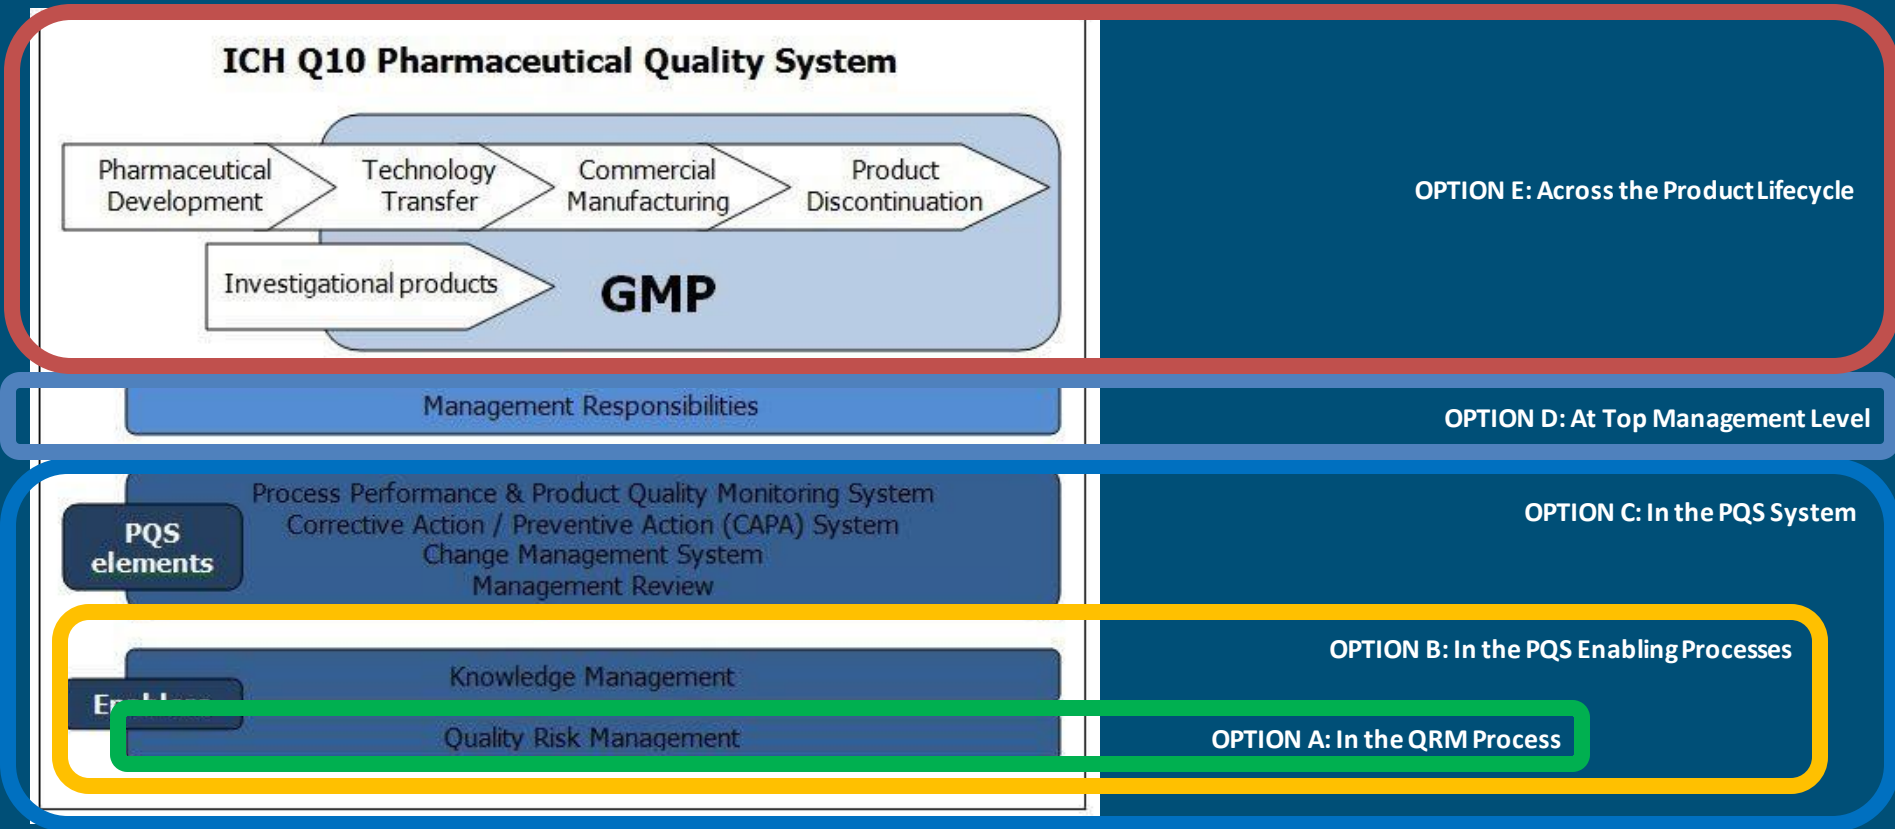 ICH Q10 Pharmaceutical Quality System
Pharmaceutical
Development
Technology
Transfer
Commercial
Manufacturing
Product
Discontinuation
Investigational products
GMP
OPTION E: Across the Product Lifecycle
Management Responsibilities
OPTION D: At Top Management Level
PQS
elements
Process Performance & Product Quality Monitoring System
Corrective Action / Preventive Action (CAPA) System
Change Management System
Management Review
OPTION C: In the PQS System
OPTION B: In the PQS Enabling Processes
Knowledge Management
Quality Risk Management
OPTION A: In the QRM Process